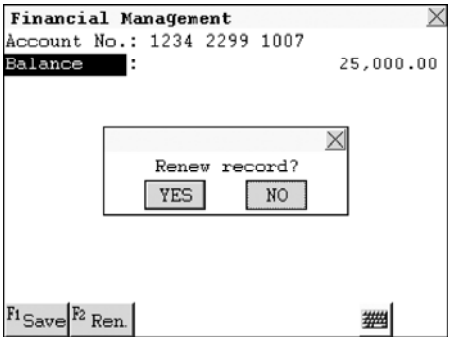 Financial Management
Account No.: 1234 2299 1007
Balance : 25,000.00
Renew record?
YES NO
F1 Save F2 Ren.